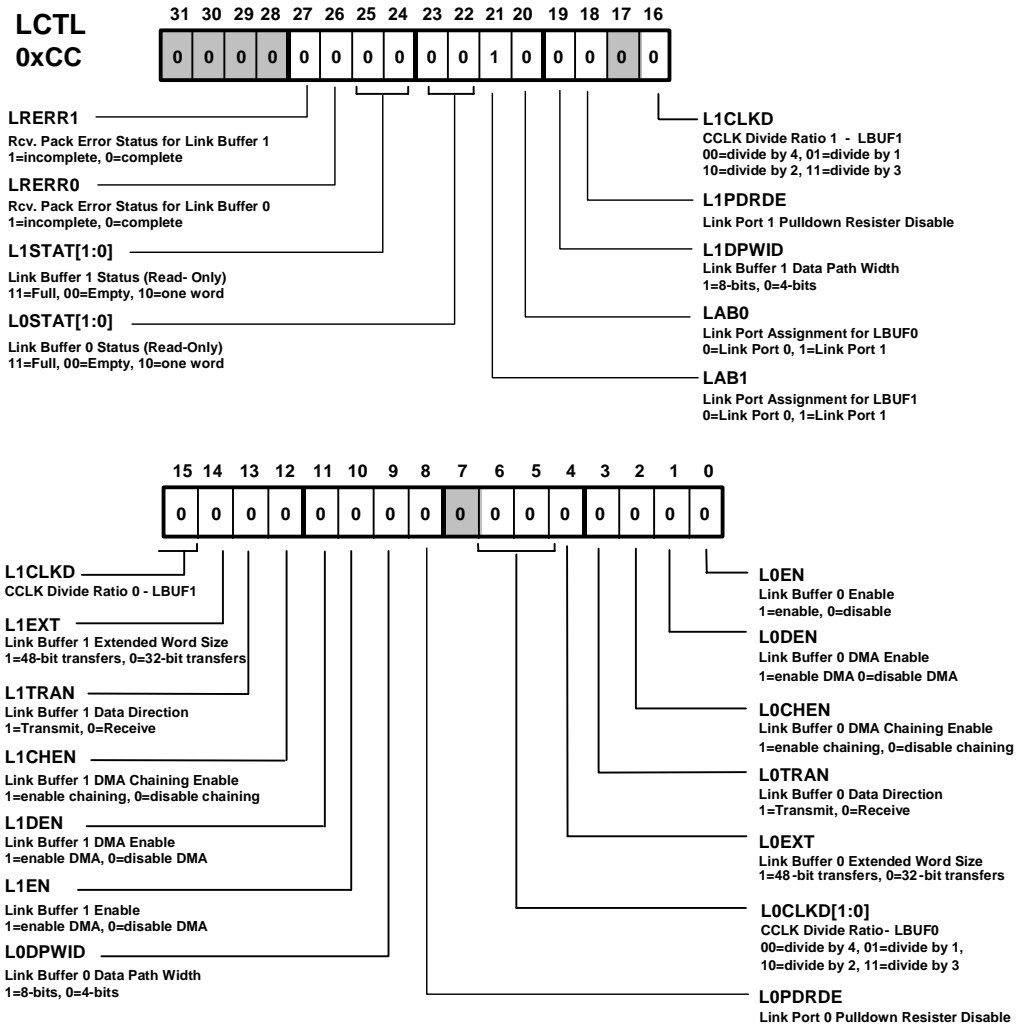 LCTL
0xCC
31 30 29 28 27 26 25 24 23 22 21 20 19 18 17 16
0 0 0 0 0 0 0 0 0 0 1 0 0 0 0 0
LRERR1
Rcv. Pack Error Status for Link Buffer 1
1=incomplete, 0=complete
LRERR0
Rcv. Pack Error Status for Link Buffer 0
1=incomplete, 0=complete
L1STAT[1:0]
Link Buffer 1 Status (Read- Only)
11=Full, 00=Empty, 10=one word
L0STAT[1:0]
Link Buffer 0 Status (Read-Only)
11=Full, 00=Empty, 10=one word
L1CLKD
CCLK Divide Ratio 1 - LBUF1
00=divide by 4, 01=divide by 1
10=divide by 2, 11=divide by 3
L1PDRDE
Link Port 1 Pulldown Resister Disable
L1DPWID
Link Buffer 1 Data Path Width
1=8-bits, 0=4-bits
LAB0
Link Port Assignment for LBUF0
0=Link Port 0, 1=Link Port 1
LAB1
Link Port Assignment for LBUF1
0=Link Port 0, 1=Link Port 1
15 14 13 12 11 10 9 8 7 6 5 4 3 2 1 0
0 0 0 0 0 0 0 0 0 0 0 0 0 0 0 0
L1CLKD
CCLK Divide Ratio 0 - LBUF1
L1EXT
Link Buffer 1 Extended Word Size
1=48-bit transfers, 0=32-bit transfers
L1TRAN
Link Buffer 1 Data Direction
1=Transmit, 0=Receive
L1CHEN
Link Buffer 1 DMA Chaining Enable
1=enable chaining, 0=disable chaining
L1DEN
Link Buffer 1 DMA Enable
1=enable DMA, 0=disable DMA
L1EN
Link Buffer 1 Enable
1=enable DMA, 0=disable DMA
L0DPWID
Link Buffer 0 Data Path Width
1=8-bits, 0=4-bits
L0EN
Link Buffer 0 Enable
1=enable, 0=disable
L0DEN
Link Buffer 0 DMA Enable
1=enable DMA 0=disable DMA
L0CHEN
Link Buffer 0 DMA Chaining Enable
1=enable chaining, 0=disable chaining
L0TRAN
Link Buffer 0 Data Direction
1=Transmit, 0=Receive
L0EXT
Link Buffer 0 Extended Word Size
1=48-bit transfers, 0=32-bit transfers
L0CLKD[1:0]
CCLK Divide Ratio- LBUF0
00=divide by 4, 01=divide by 1,
10=divide by 2, 11=divide by 3
L0PDRDE
Link Port 0 Pulldown Resister Disable